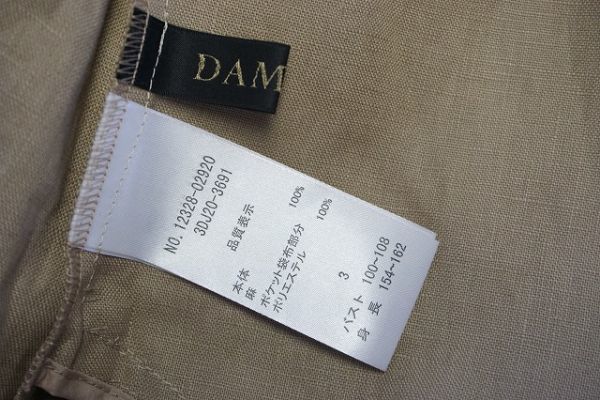 DAM
NO. 12328-02920
3DJ20-3691
品質表示
本体
麻 100%
ポケット袋布部分
ポリエステル 100%
3
バスト 100~108
身長 154~162